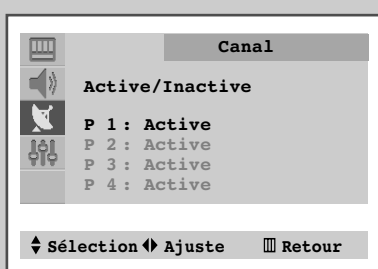 Canal
Active/Inactive
P 1 : Active
P 2 : Active
P 3 : Active
P 4 : Active
Sélection Ajuste Retour